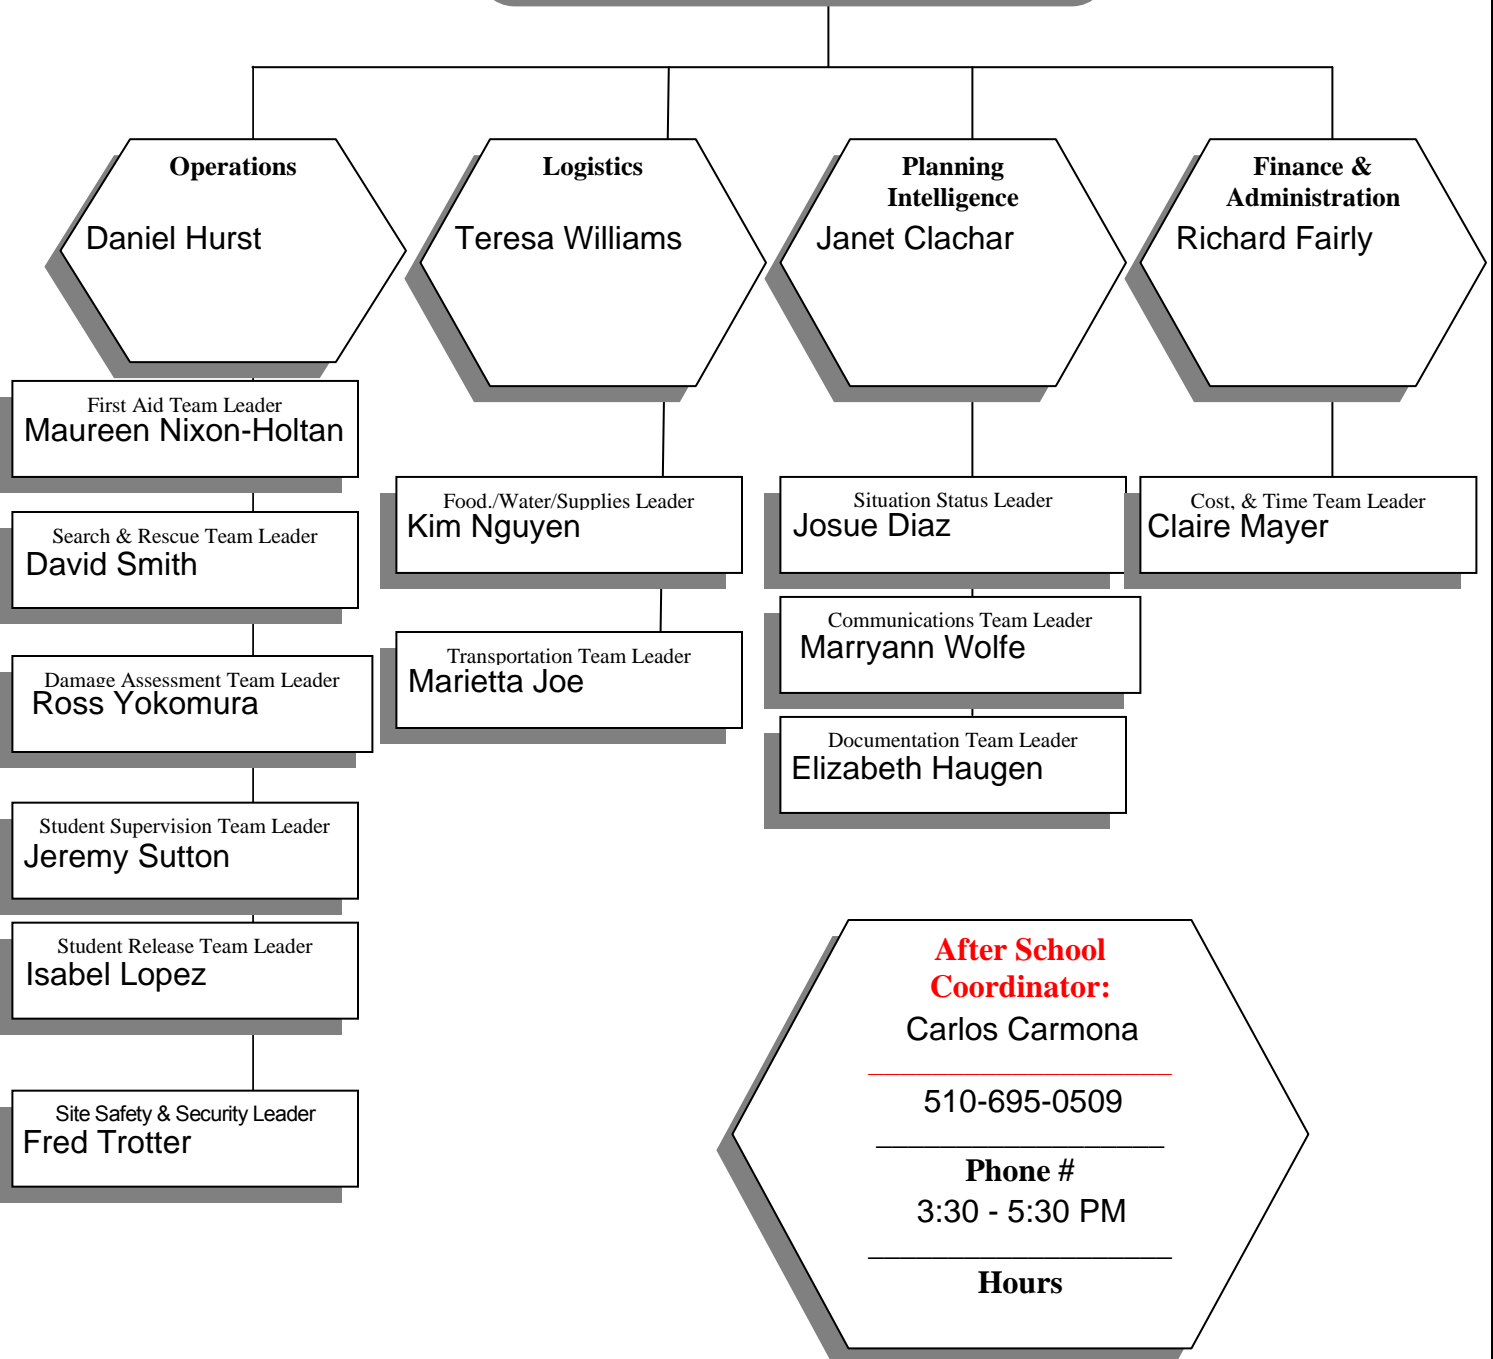 Operations
Daniel Hurst
Logistics
Teresa Williams
Planning
Intelligence
Janet Clachar
Finance &
Administration
Richard Fairly
First Aid Team Leader
Maureen Nixon-Holtan
Search & Rescue Team Leader
David Smith
Damage Assessment Team Leader
Ross Yokomura
Student Supervision Team Leader
Jeremy Sutton
Student Release Team Leader
Isabel Lopez
Site Safety & Security Leader
Fred Trotter
Food./Water/Supplies Leader
Kim Nguyen
Transportation Team Leader
Marietta Joe
Situation Status Leader
Josue Diaz
Communications Team Leader
Marryann Wolfe
Documentation Team Leader
Elizabeth Haugen
Cost, & Time Team Leader
Claire Mayer
After School
Coordinator:
Carlos Carmona
510-695-0509
Phone #
3:30 - 5:30 PM
Hours